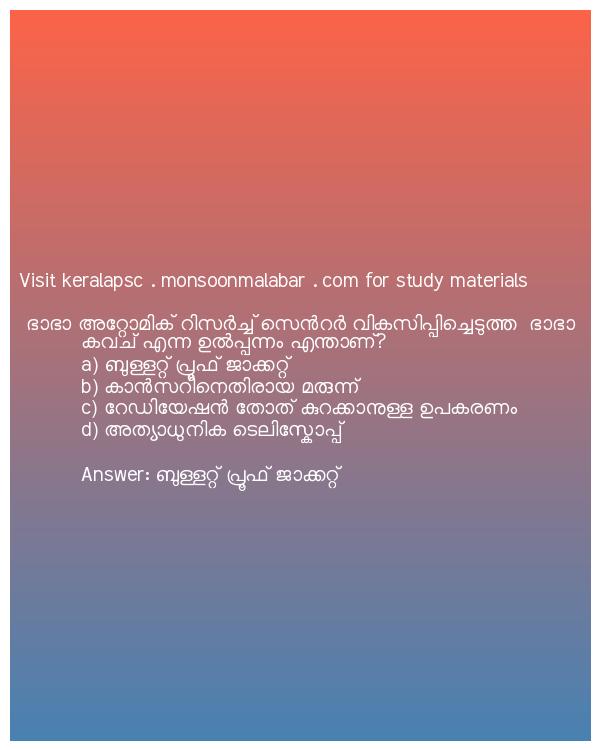 Visit keralapsc . monsoonmalabar . com for study materials
ഭാഭാ അറ്റോമിക് റിസർച്ച് സെൻറർ വികസിപ്പിച്ചെടുത്ത ഭാഭാ
കവച് എന്ന ഉൽപ്പന്നം എന്താണ്?
a) ബുള്ളറ്റ് പ്രൂഫ് ജാക്കറ്റ്
b) കാൻസറിനെതിരായ മരുന്ന്
c) റേഡിയേഷൻ തോത് കുറക്കാനുള്ള ഉപകരണം
d) അത്യാധുനിക ടെലിസ്കോപ്പ്
Answer: ബുള്ളറ്റ് പ്രൂഫ് ജാക്കറ്റ്